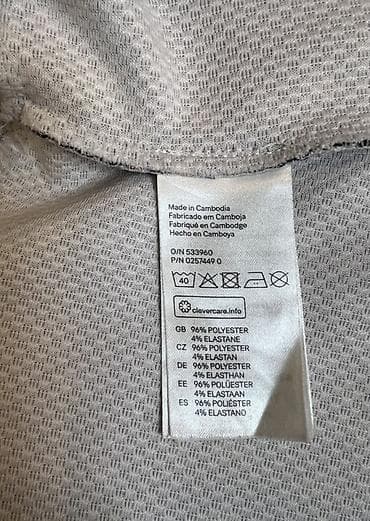 Made in Cambodia
Fabricado em Camboja
Fabriqué en Cambodge
Hecho en Camboya
O/N 533960
P/N 0257449 0
40
clevercare.info
GB 96% POLYESTER
4% ELASTANE
CZ 96% POLYESTER
4% ELASTAN
DE 96% POLYESTER
4% ELASTHAN
EE 96% POLÜESTER
4% ELASTAAN
ES 96% POLIÉSTER
4% ELASTANO